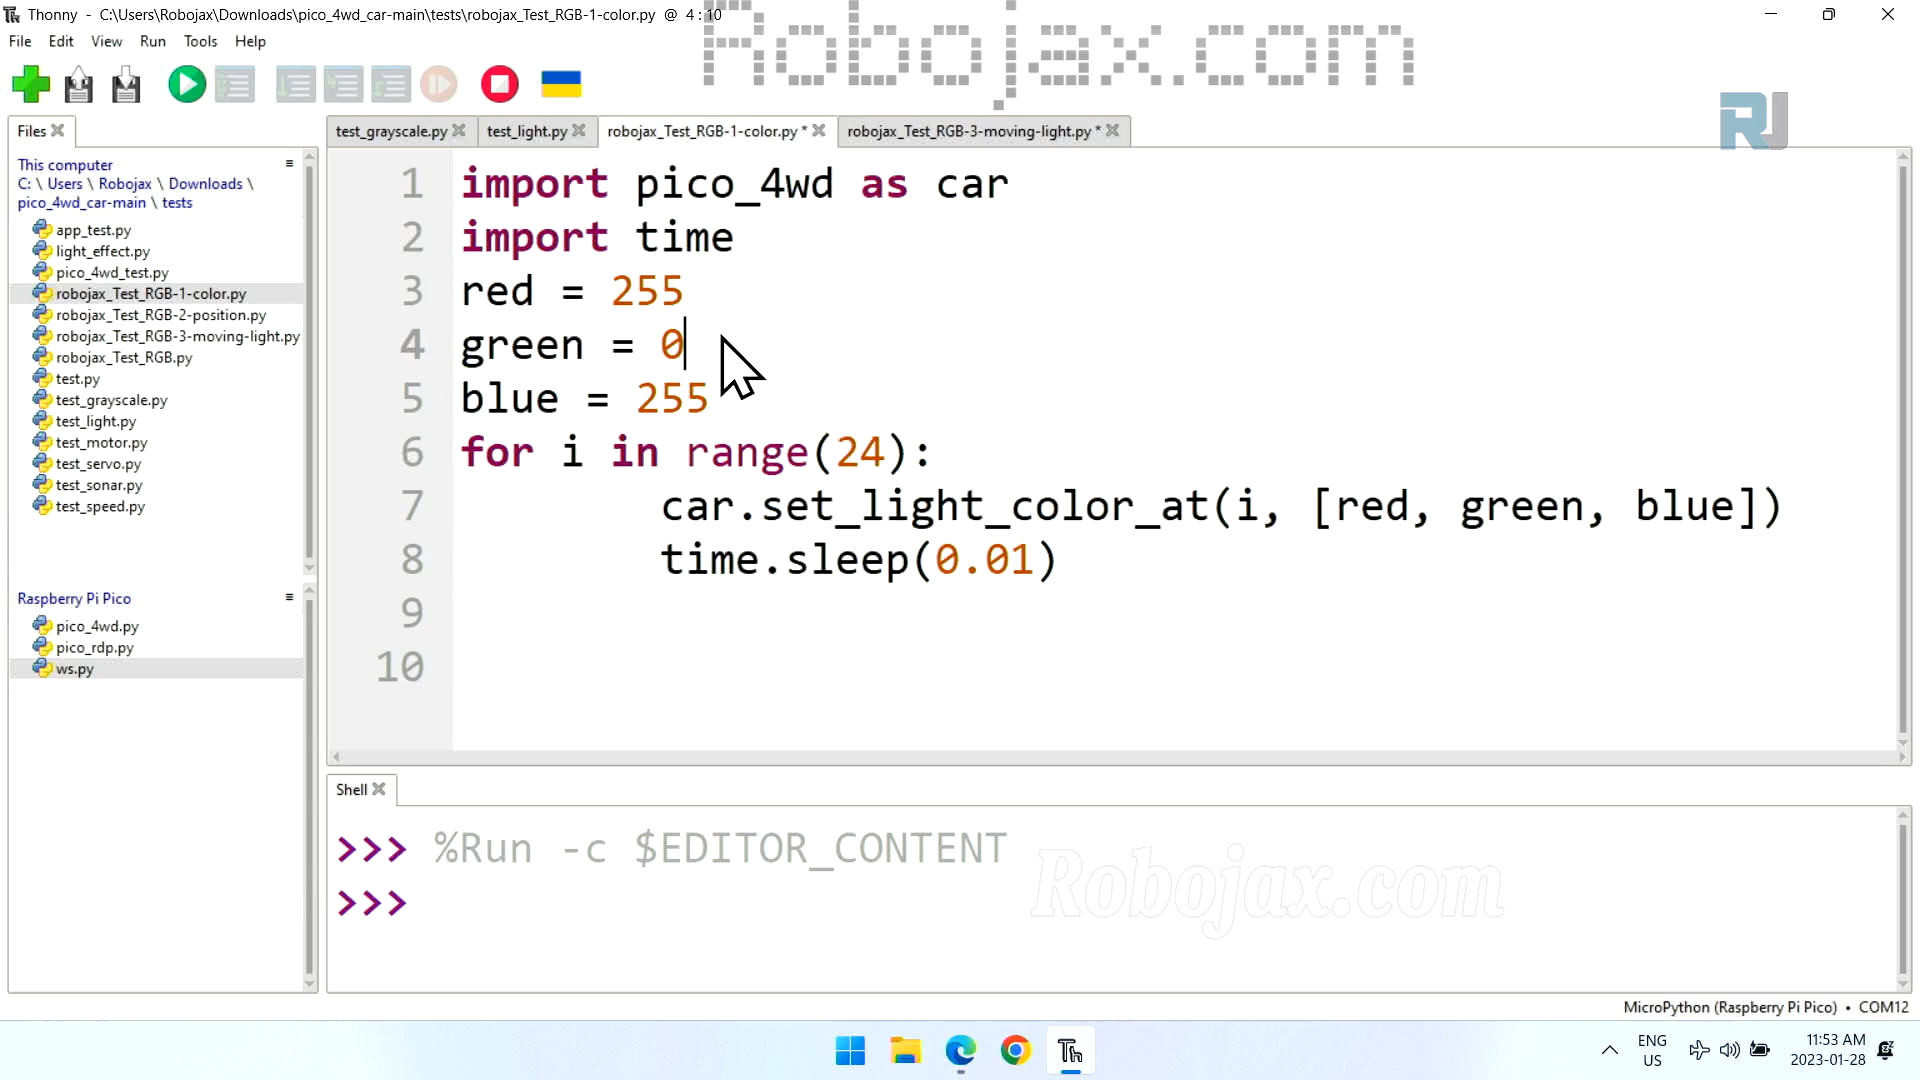 Thonny - C:\Users\Robojax\Downloads\pico_4wd_car-main\tests\robojax_Test_RGB-1-color.py @ 4 : 10
File Edit View Run Tools Help
Robojax.com
RJ
Files
This computer
C: \ Users \ Robojax \ Downloads \
pico_4wd_car-main \ tests
app_test.py
light_effect.py
pico_4wd_test.py
robojax_Test_RGB-1-color.py
robojax_Test_RGB-2-position.py
robojax_Test_RGB-3-moving-light.py
robojax_Test_RGB.py
test.py
test_grayscale.py
test_light.py
test_motor.py
test_servo.py
test_sonar.py
test_speed.py
Raspberry Pi Pico
pico_4wd.py
pico_rdp.py
ws.py
test_grayscale.py test_light.py robojax_Test_RGB-1-color.py * robojax_Test_RGB-3-moving-light.py *
1 import pico_4wd as car
2 import time
3 red = 255
4 green = 0
5 blue = 255
6 for i in range(24):
7 car.set_light_color_at(i, [red, green, blue])
8 time.sleep(0.01)
9
10
Shell
>>> %Run -c $EDITOR_CONTENT
>>>
Robojax.com
MicroPython (Raspberry Pi Pico) • COM12
Th
ENG
US
11:53 AM
2023-01-28